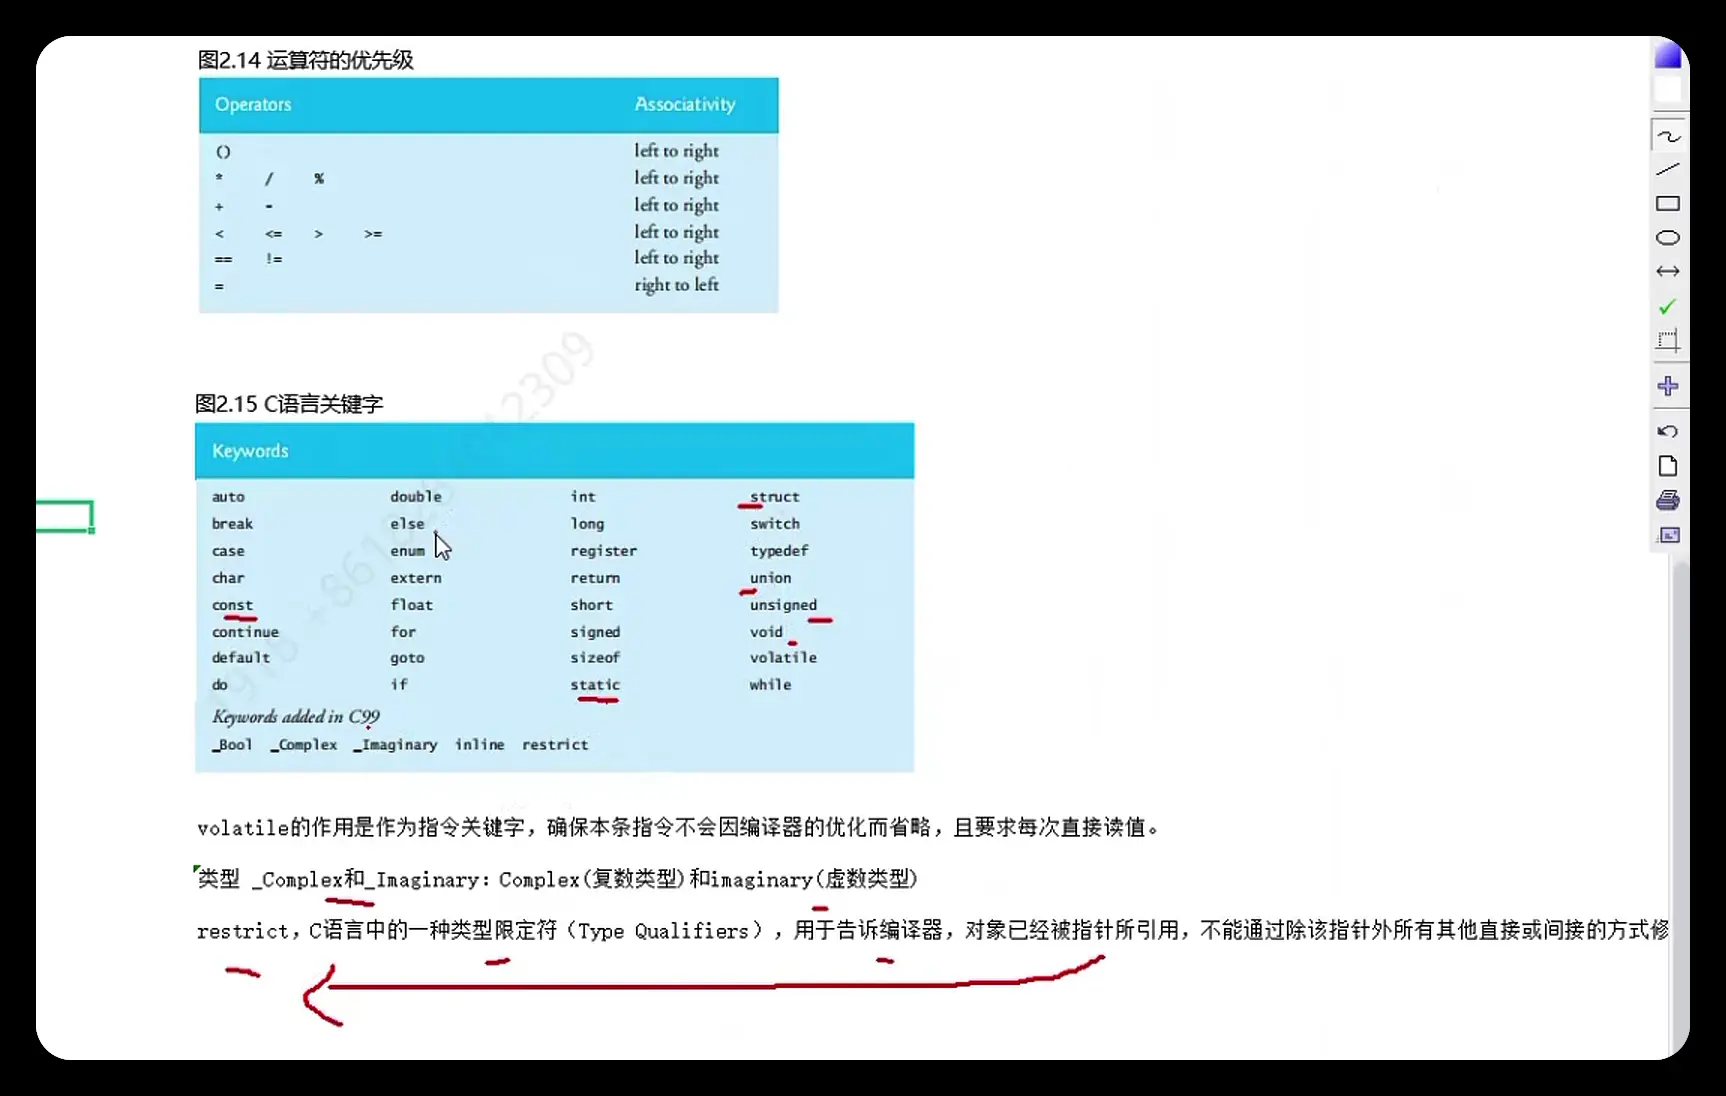 图2.14 运算符的优先级
Operators Associativity
() left to right
* / % left to right
+ - left to right
< <= > >= left to right
== != left to right
= right to left
图2.15 C语言关键字
Keywords
auto double int struct
break else long switch
case enum register typedef
char extern return union
const float short unsigned
continue for signed void
default goto sizeof volatile
do if static while
Keywords added in C99
_Bool _Complex _Imaginary inline restrict
volatile的作用是作为指令关键字，确保本条指令不会因编译器的优化而省略，且要求每次直接读值。
类型 _Complex和_Imaginary：Complex(复数类型)和imaginary(虚数类型)
restrict，C语言中的一种类型限定符（Type Qualifiers），用于告诉编译器，对象已经被指针所引用，不能通过除该指针外所有其他直接或间接的方式修